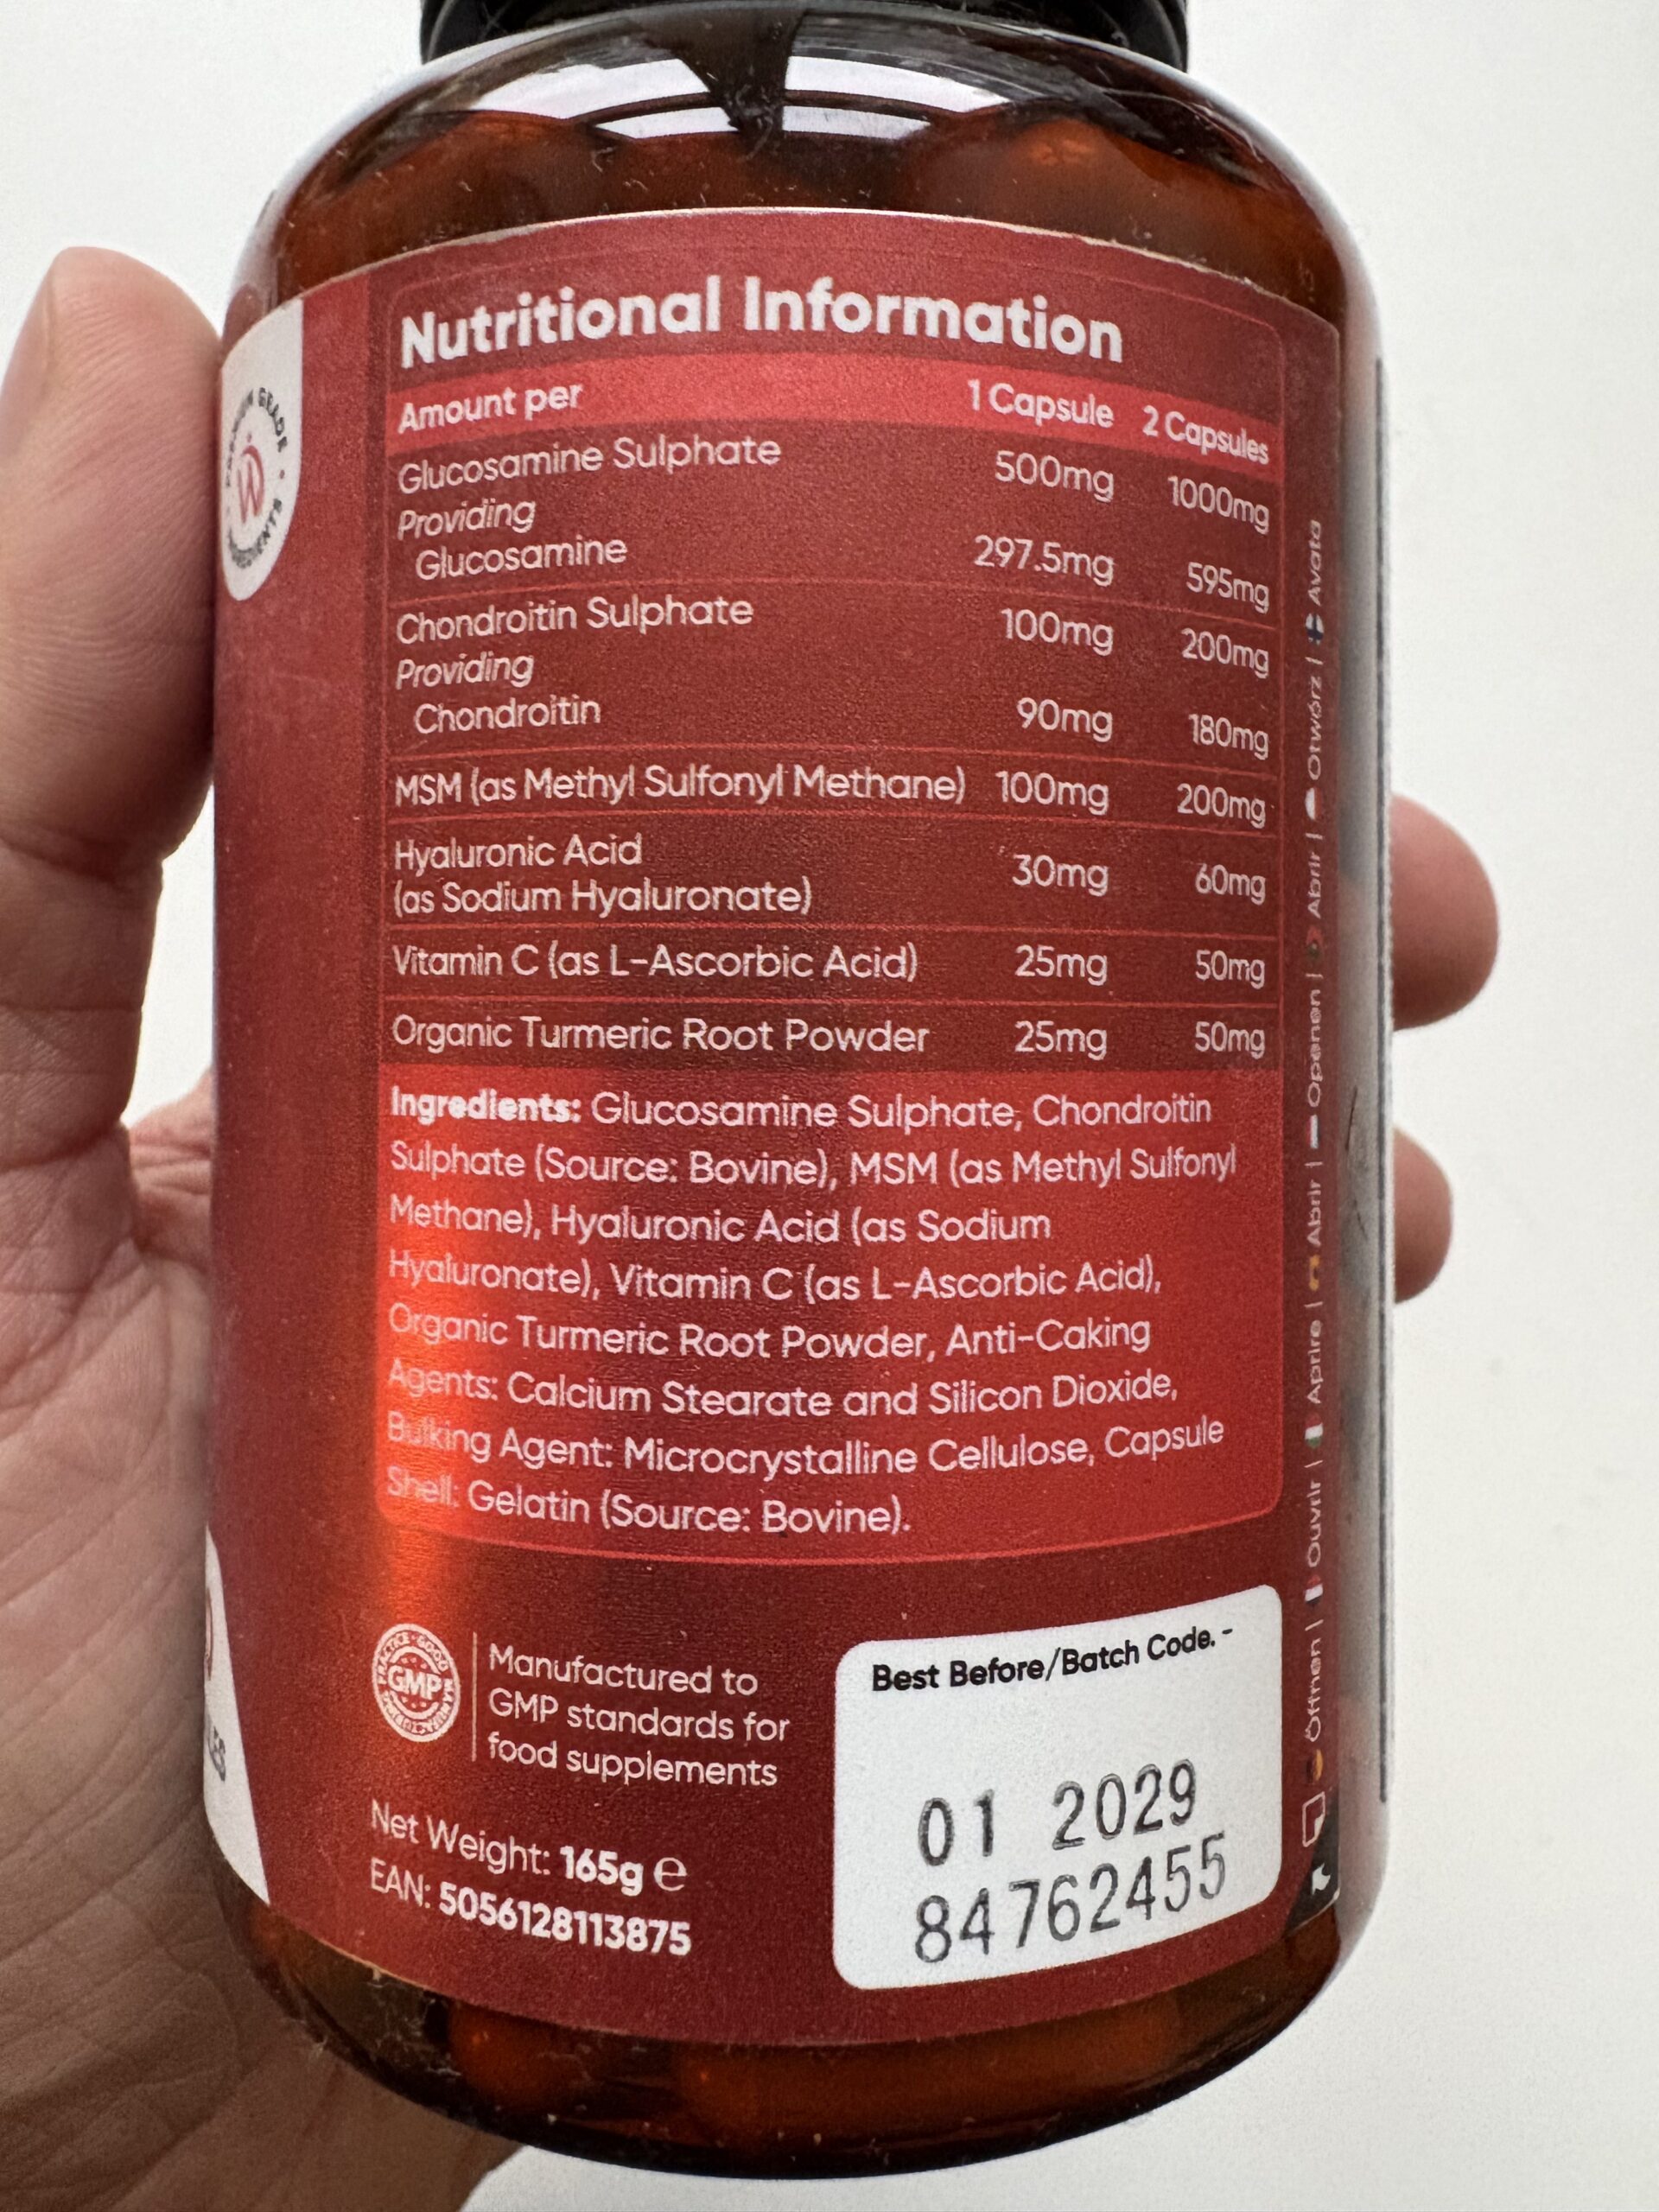 Nutritional Information
Amount per 1 Capsule 2 Capsules
Glucosamine Sulphate 500mg 1000mg
Providing
Glucosamine 297.5mg 595mg
Chondroitin Sulphate 100mg 200mg
Providing
Chondroitin 90mg 180mg
MSM (as Methyl Sulfonyl Methane) 100mg 200mg
Hyaluronic Acid
(as Sodium Hyaluronate) 30mg 60mg
Vitamin C (as L-Ascorbic Acid) 25mg 50mg
Organic Turmeric Root Powder 25mg 50mg
Ingredients: Glucosamine Sulphate, Chondroitin
Sulphate (Source: Bovine), MSM (as Methyl Sulfonyl
Methane), Hyaluronic Acid (as Sodium
Hyaluronate), Vitamin C (as L-Ascorbic Acid),
Organic Turmeric Root Powder, Anti-Caking
Agents: Calcium Stearate and Silicon Dioxide,
Bulking Agent: Microcrystalline Cellulose, Capsule
Shell: Gelatin (Source: Bovine).
GOOD MANUFACTURING PRACTICE
GMP
Manufactured to
GMP standards for
food supplements
Net Weight: 165g e
EAN: 5056128113875
Best Before/Batch Code. -
01 2029
84762455
Öffnen | Ouvrir | Aprire | Abrir | Openen | Abrir | Otwórz | Avata